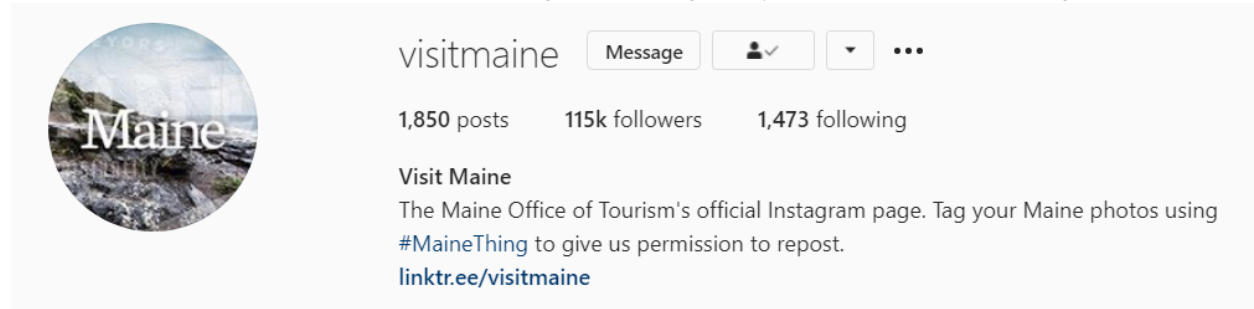 Maine
visitmaine Message
1,850 posts 115k followers 1,473 following
Visit Maine
The Maine Office of Tourism's official Instagram page. Tag your Maine photos using
#MaineThing to give us permission to repost.
linktr.ee/visitmaine